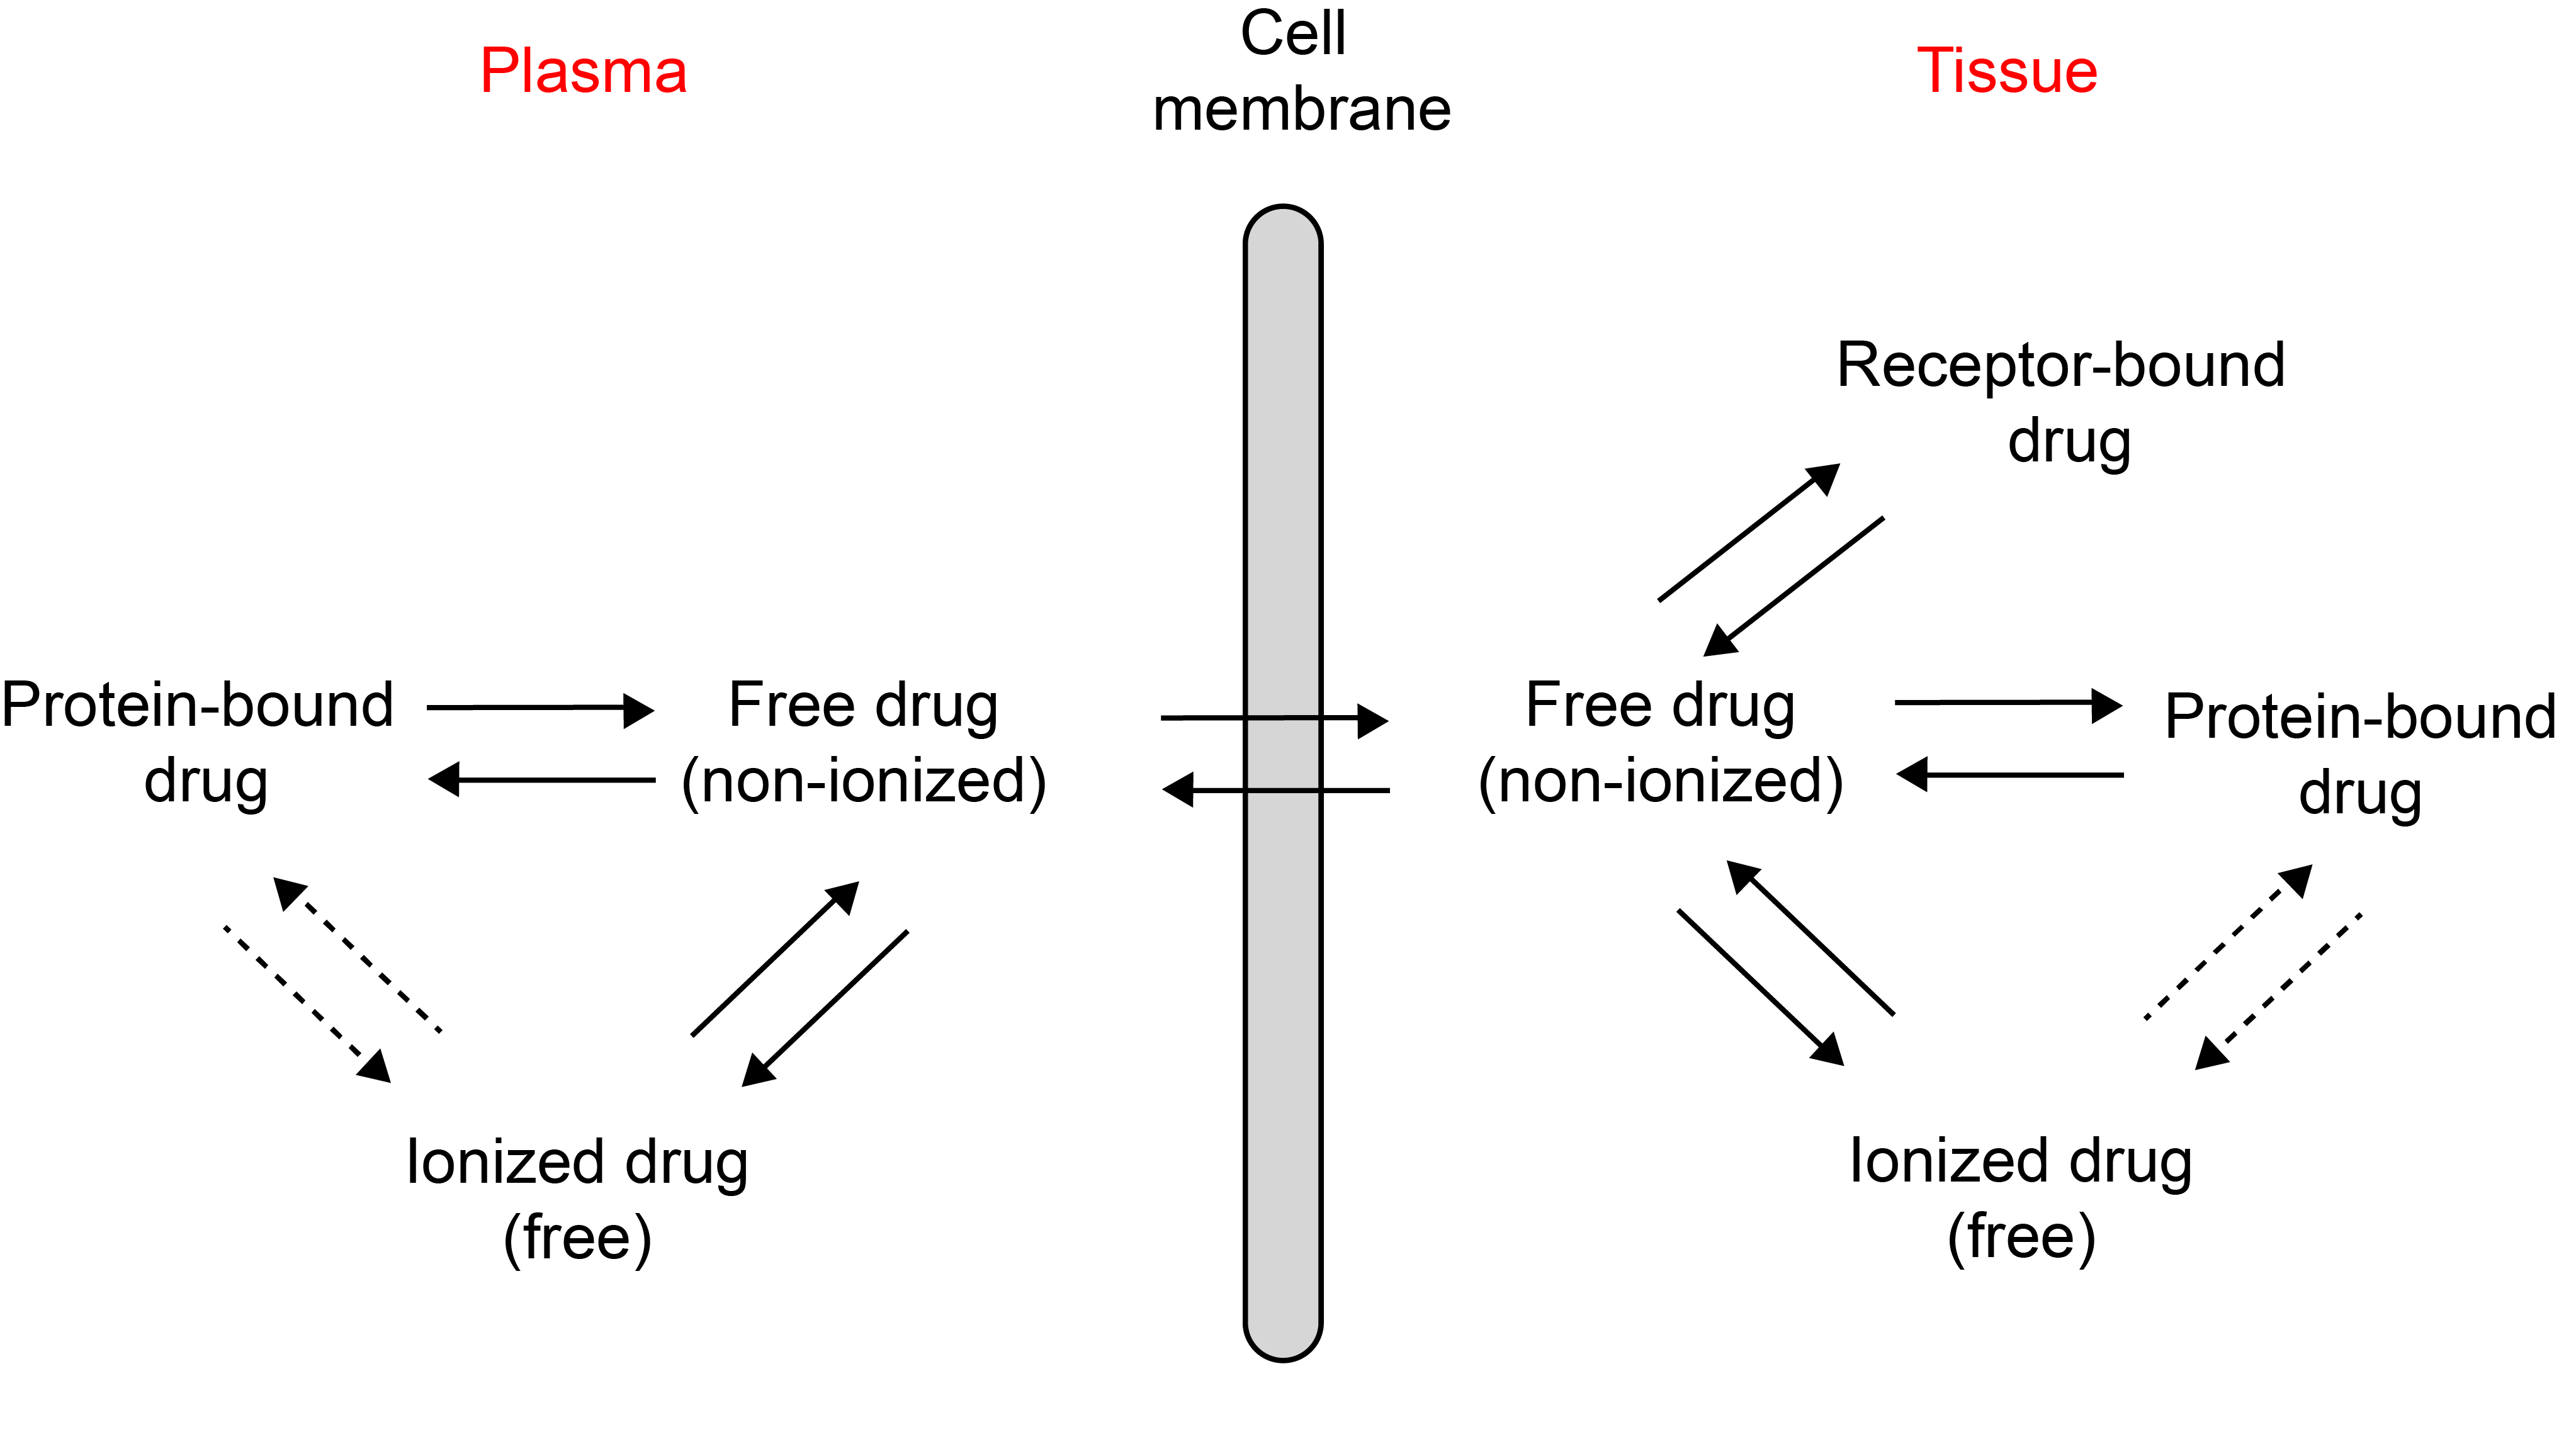 Plasma
Cell
membrane
Tissue
Receptor-bound
drug
Protein-bound
drug
Free drug
(non-ionized)
Free drug
(non-ionized)
Protein-bound
drug
Ionized drug
(free)
Ionized drug
(free)